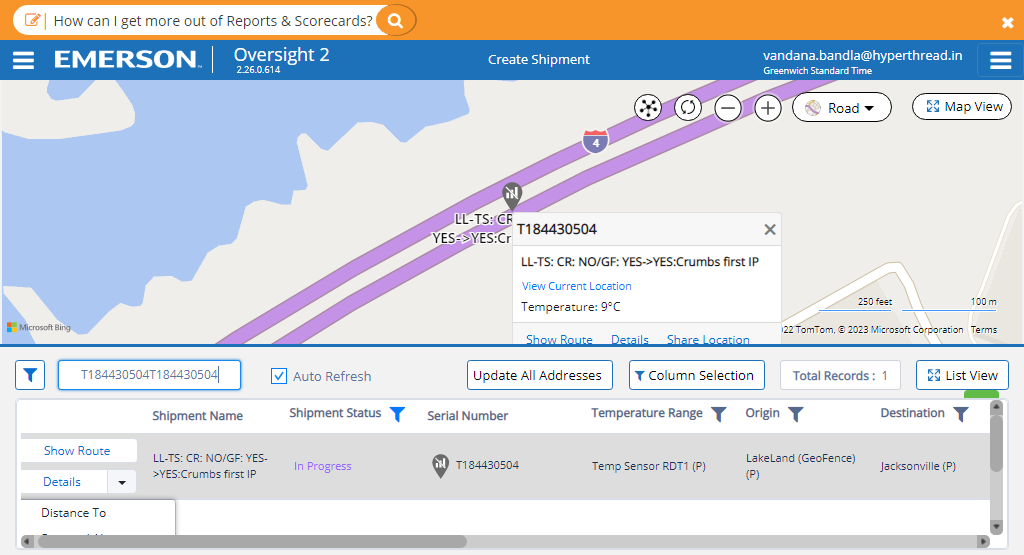 How can I get more out of Reports & Scorecards?
EMERSON
Oversight 2
2.26.0.614
Create Shipment
vandana.bandla@hyperthread.in
Greenwich Standard Time
Road
Map View
4
LL-TS: CR
YES->YES:Cr
T184430504
LL-TS: CR: NO/GF: YES->YES:Crumbs first IP
View Current Location
Temperature: 9°C
Show Route Details Share Location
250 feet 100 m
Microsoft Bing
22 TomTom, © 2023 Microsoft Corporation Terms
T184430504T184430504
Auto Refresh
Update All Addresses
Column Selection
Total Records : 1
List View
Shipment Name Shipment Status Serial Number Temperature Range Origin Destination
Show Route
Details
LL-TS: CR: NO/GF: YES-
>YES:Crumbs first IP
In Progress
T184430504
Temp Sensor RDT1 (P)
LakeLand (GeoFence)
(P)
Jacksonville (P)
Distance To